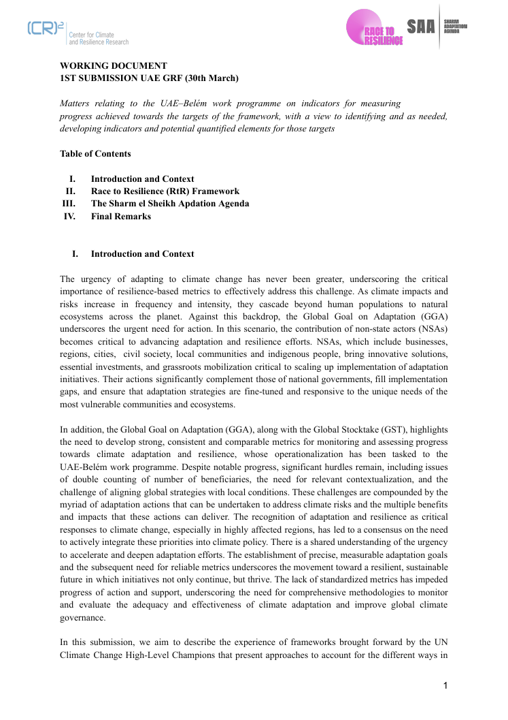 (CR)²
Center for Climate
and Resilience Research
RACE TO
RESILIENCE
SAA
SHARM
ADAPTATION
AGENDA
WORKING DOCUMENT
1ST SUBMISSION UAE GRF (30th March)
Matters relating to the UAE–Belém work programme on indicators for measuring
progress achieved towards the targets of the framework, with a view to identifying and as needed,
developing indicators and potential quantified elements for those targets
Table of Contents
I. Introduction and Context
II. Race to Resilience (RtR) Framework
III. The Sharm el Sheikh Apdation Agenda
IV. Final Remarks
I. Introduction and Context
The urgency of adapting to climate change has never been greater, underscoring the critical
importance of resilience-based metrics to effectively address this challenge. As climate impacts and
risks increase in frequency and intensity, they cascade beyond human populations to natural
ecosystems across the planet. Against this backdrop, the Global Goal on Adaptation (GGA)
underscores the urgent need for action. In this scenario, the contribution of non-state actors (NSAs)
becomes critical to advancing adaptation and resilience efforts. NSAs, which include businesses,
regions, cities, civil society, local communities and indigenous people, bring innovative solutions,
essential investments, and grassroots mobilization critical to scaling up implementation of adaptation
initiatives. Their actions significantly complement those of national governments, fill implementation
gaps, and ensure that adaptation strategies are fine-tuned and responsive to the unique needs of the
most vulnerable communities and ecosystems.
In addition, the Global Goal on Adaptation (GGA), along with the Global Stocktake (GST), highlights
the need to develop strong, consistent and comparable metrics for monitoring and assessing progress
towards climate adaptation and resilience, whose operationalization has been tasked to the
UAE-Belém work programme. Despite notable progress, significant hurdles remain, including issues
of double counting of number of beneficiaries, the need for relevant contextualization, and the
challenge of aligning global strategies with local conditions. These challenges are compounded by the
myriad of adaptation actions that can be undertaken to address climate risks and the multiple benefits
and impacts that these actions can deliver. The recognition of adaptation and resilience as critical
responses to climate change, especially in highly affected regions, has led to a consensus on the need
to actively integrate these priorities into climate policy. There is a shared understanding of the urgency
to accelerate and deepen adaptation efforts. The establishment of precise, measurable adaptation goals
and the subsequent need for reliable metrics underscores the movement toward a resilient, sustainable
future in which initiatives not only continue, but thrive. The lack of standardized metrics has impeded
progress of action and support, underscoring the need for comprehensive methodologies to monitor
and evaluate the adequacy and effectiveness of climate adaptation and improve global climate
governance.
In this submission, we aim to describe the experience of frameworks brought forward by the UN
Climate Change High-Level Champions that present approaches to account for the different ways in
1